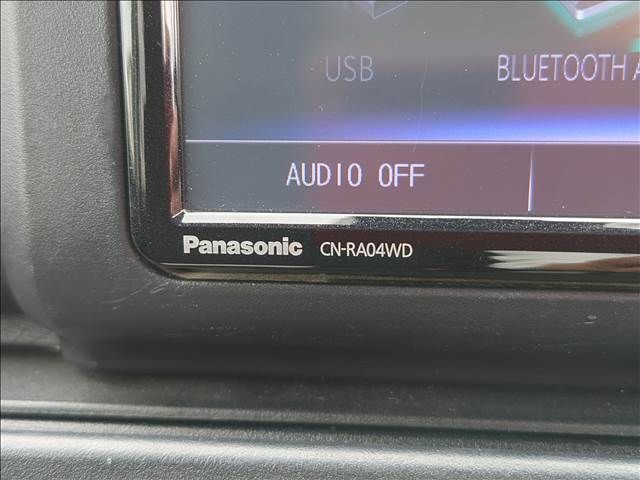 USB BLUETOOTH A
AUDIO OFF
Panasonic CN-RA04WD